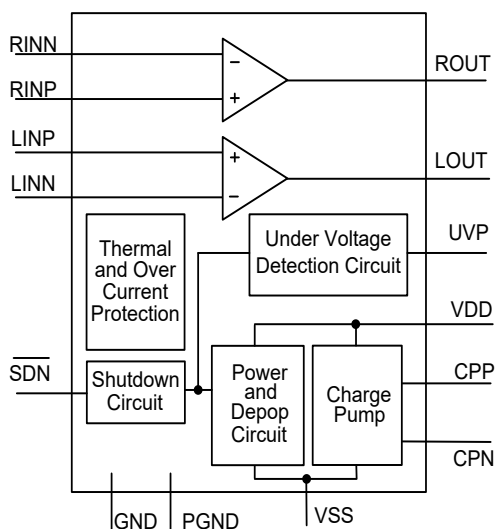 RINN
ROUT
RINP
LINP
LOUT
LINN
Thermal
and Over
Current
Protection
Under Voltage
Detection Circuit
UVP
VDD
SDN
Shutdown
Circuit
Power
and
Depop
Circuit
Charge
Pump
CPP
CPN
GND
PGND
VSS
− + + −